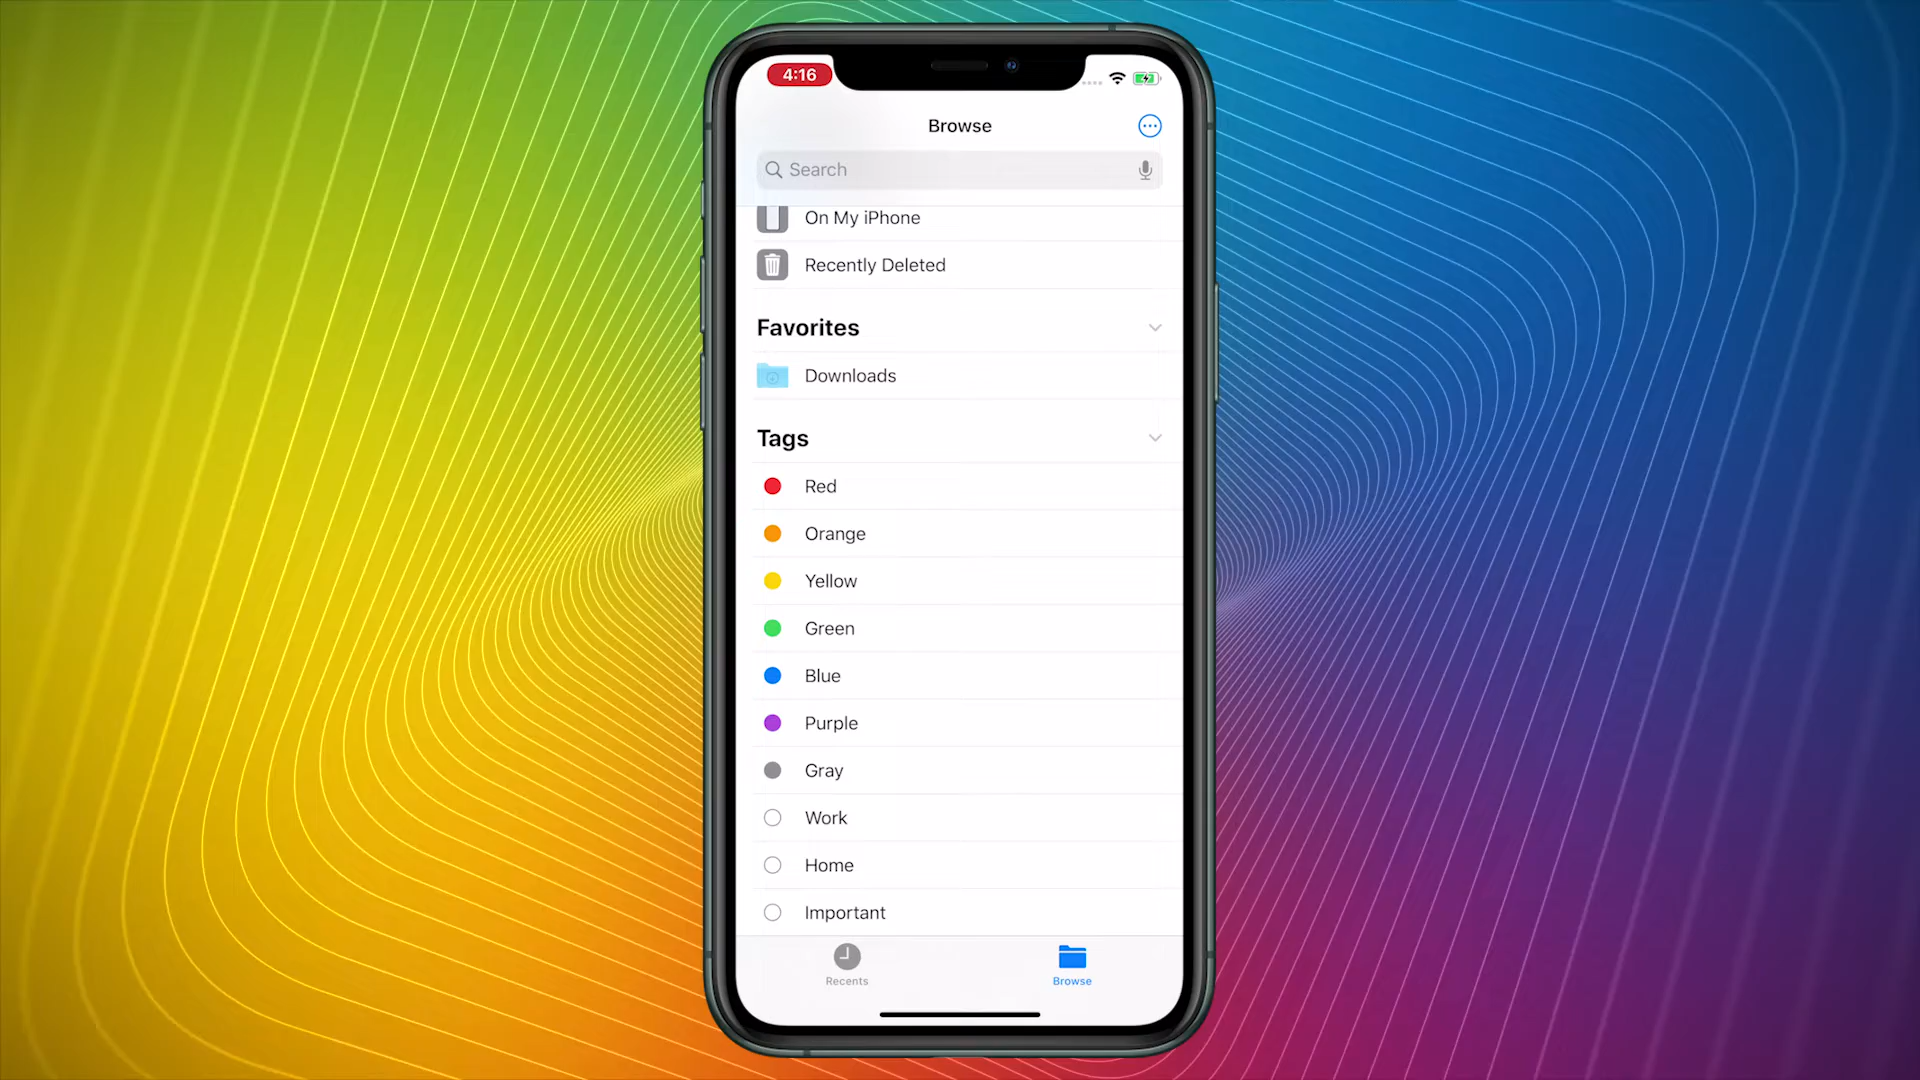 4:16
Browse
Search
On My iPhone
Recently Deleted
Favorites
Downloads
Tags
Red
Orange
Yellow
Green
Blue
Purple
Gray
Work
Home
Important
Recents
Browse